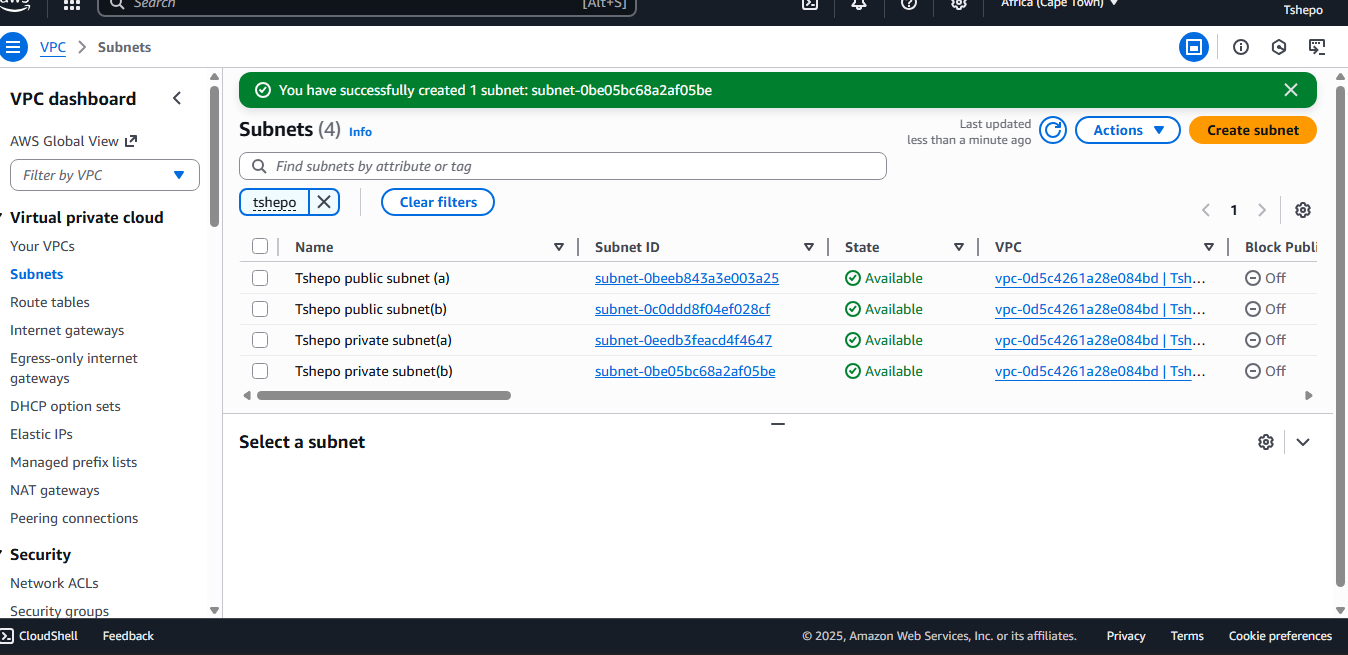 aws
Search
[Alt+S]
Africa (Cape Town)
Tshepo
VPC
Subnets
VPC dashboard
AWS Global View
Filter by VPC
Virtual private cloud
Your VPCs
Subnets
Route tables
Internet gateways
Egress-only internet
gateways
DHCP option sets
Elastic IPs
Managed prefix lists
NAT gateways
Peering connections
Security
Network ACLs
Security groups
You have successfully created 1 subnet: subnet-0be05bc68a2af05be
Subnets (4) Info
Last updated
less than a minute ago
Actions
Create subnet
Find subnets by attribute or tag
tshepo
Clear filters
1
Name Subnet ID State VPC Block Publi
Tshepo public subnet (a) subnet-0beeb843a3e003a25 Available vpc-0d5c4261a28e084bd | Tsh... Off
Tshepo public subnet(b) subnet-0c0ddd8f04ef028cf Available vpc-0d5c4261a28e084bd | Tsh... Off
Tshepo private subnet(a) subnet-0eedb3feacd4f4647 Available vpc-0d5c4261a28e084bd | Tsh... Off
Tshepo private subnet(b) subnet-0be05bc68a2af05be Available vpc-0d5c4261a28e084bd | Tsh... Off
Select a subnet
CloudShell Feedback © 2025, Amazon Web Services, Inc. or its affiliates. Privacy Terms Cookie preferences